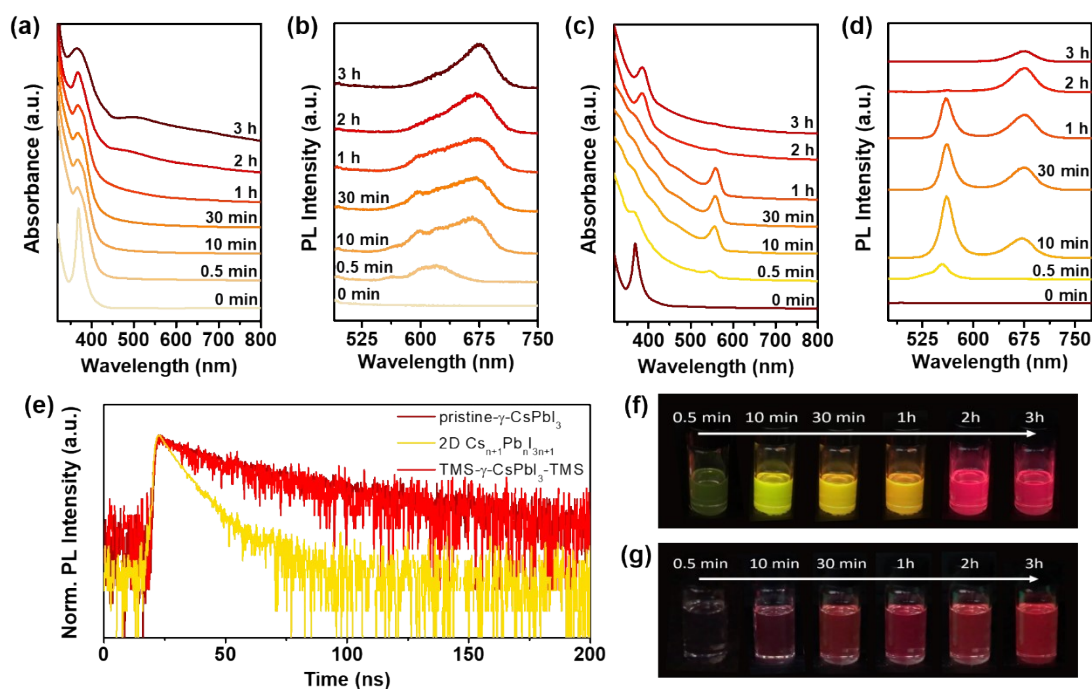 (a)
Absorbance (a.u.)
3 h
2 h
1 h
30 min
10 min
0.5 min
0 min
400 500 600 700 800
Wavelength (nm)
(b)
PL Intensity (a.u.)
3 h
2 h
1 h
30 min
10 min
0.5 min
0 min
525 600 675 750
Wavelength (nm)
(c)
Absorbance (a.u.)
3 h
2 h
1 h
30 min
10 min
0.5 min
0 min
400 500 600 700 800
Wavelength (nm)
(d)
PL Intensity (a.u.)
3 h
2 h
1 h
30 min
10 min
0.5 min
0 min
525 600 675 750
Wavelength (nm)
(e)
Norm. PL Intensity (a.u.)
pristine-γ-CsPbI₃
2D Csₙ₊₁PbₙI₃ₙ₊₁
TMS-γ-CsPbI₃-TMS
0 50 100 150 200
Time (ns)
(f)
0.5 min 10 min 30 min 1h 2h 3h
(g)
0.5 min 10 min 30 min 1h 2h 3h